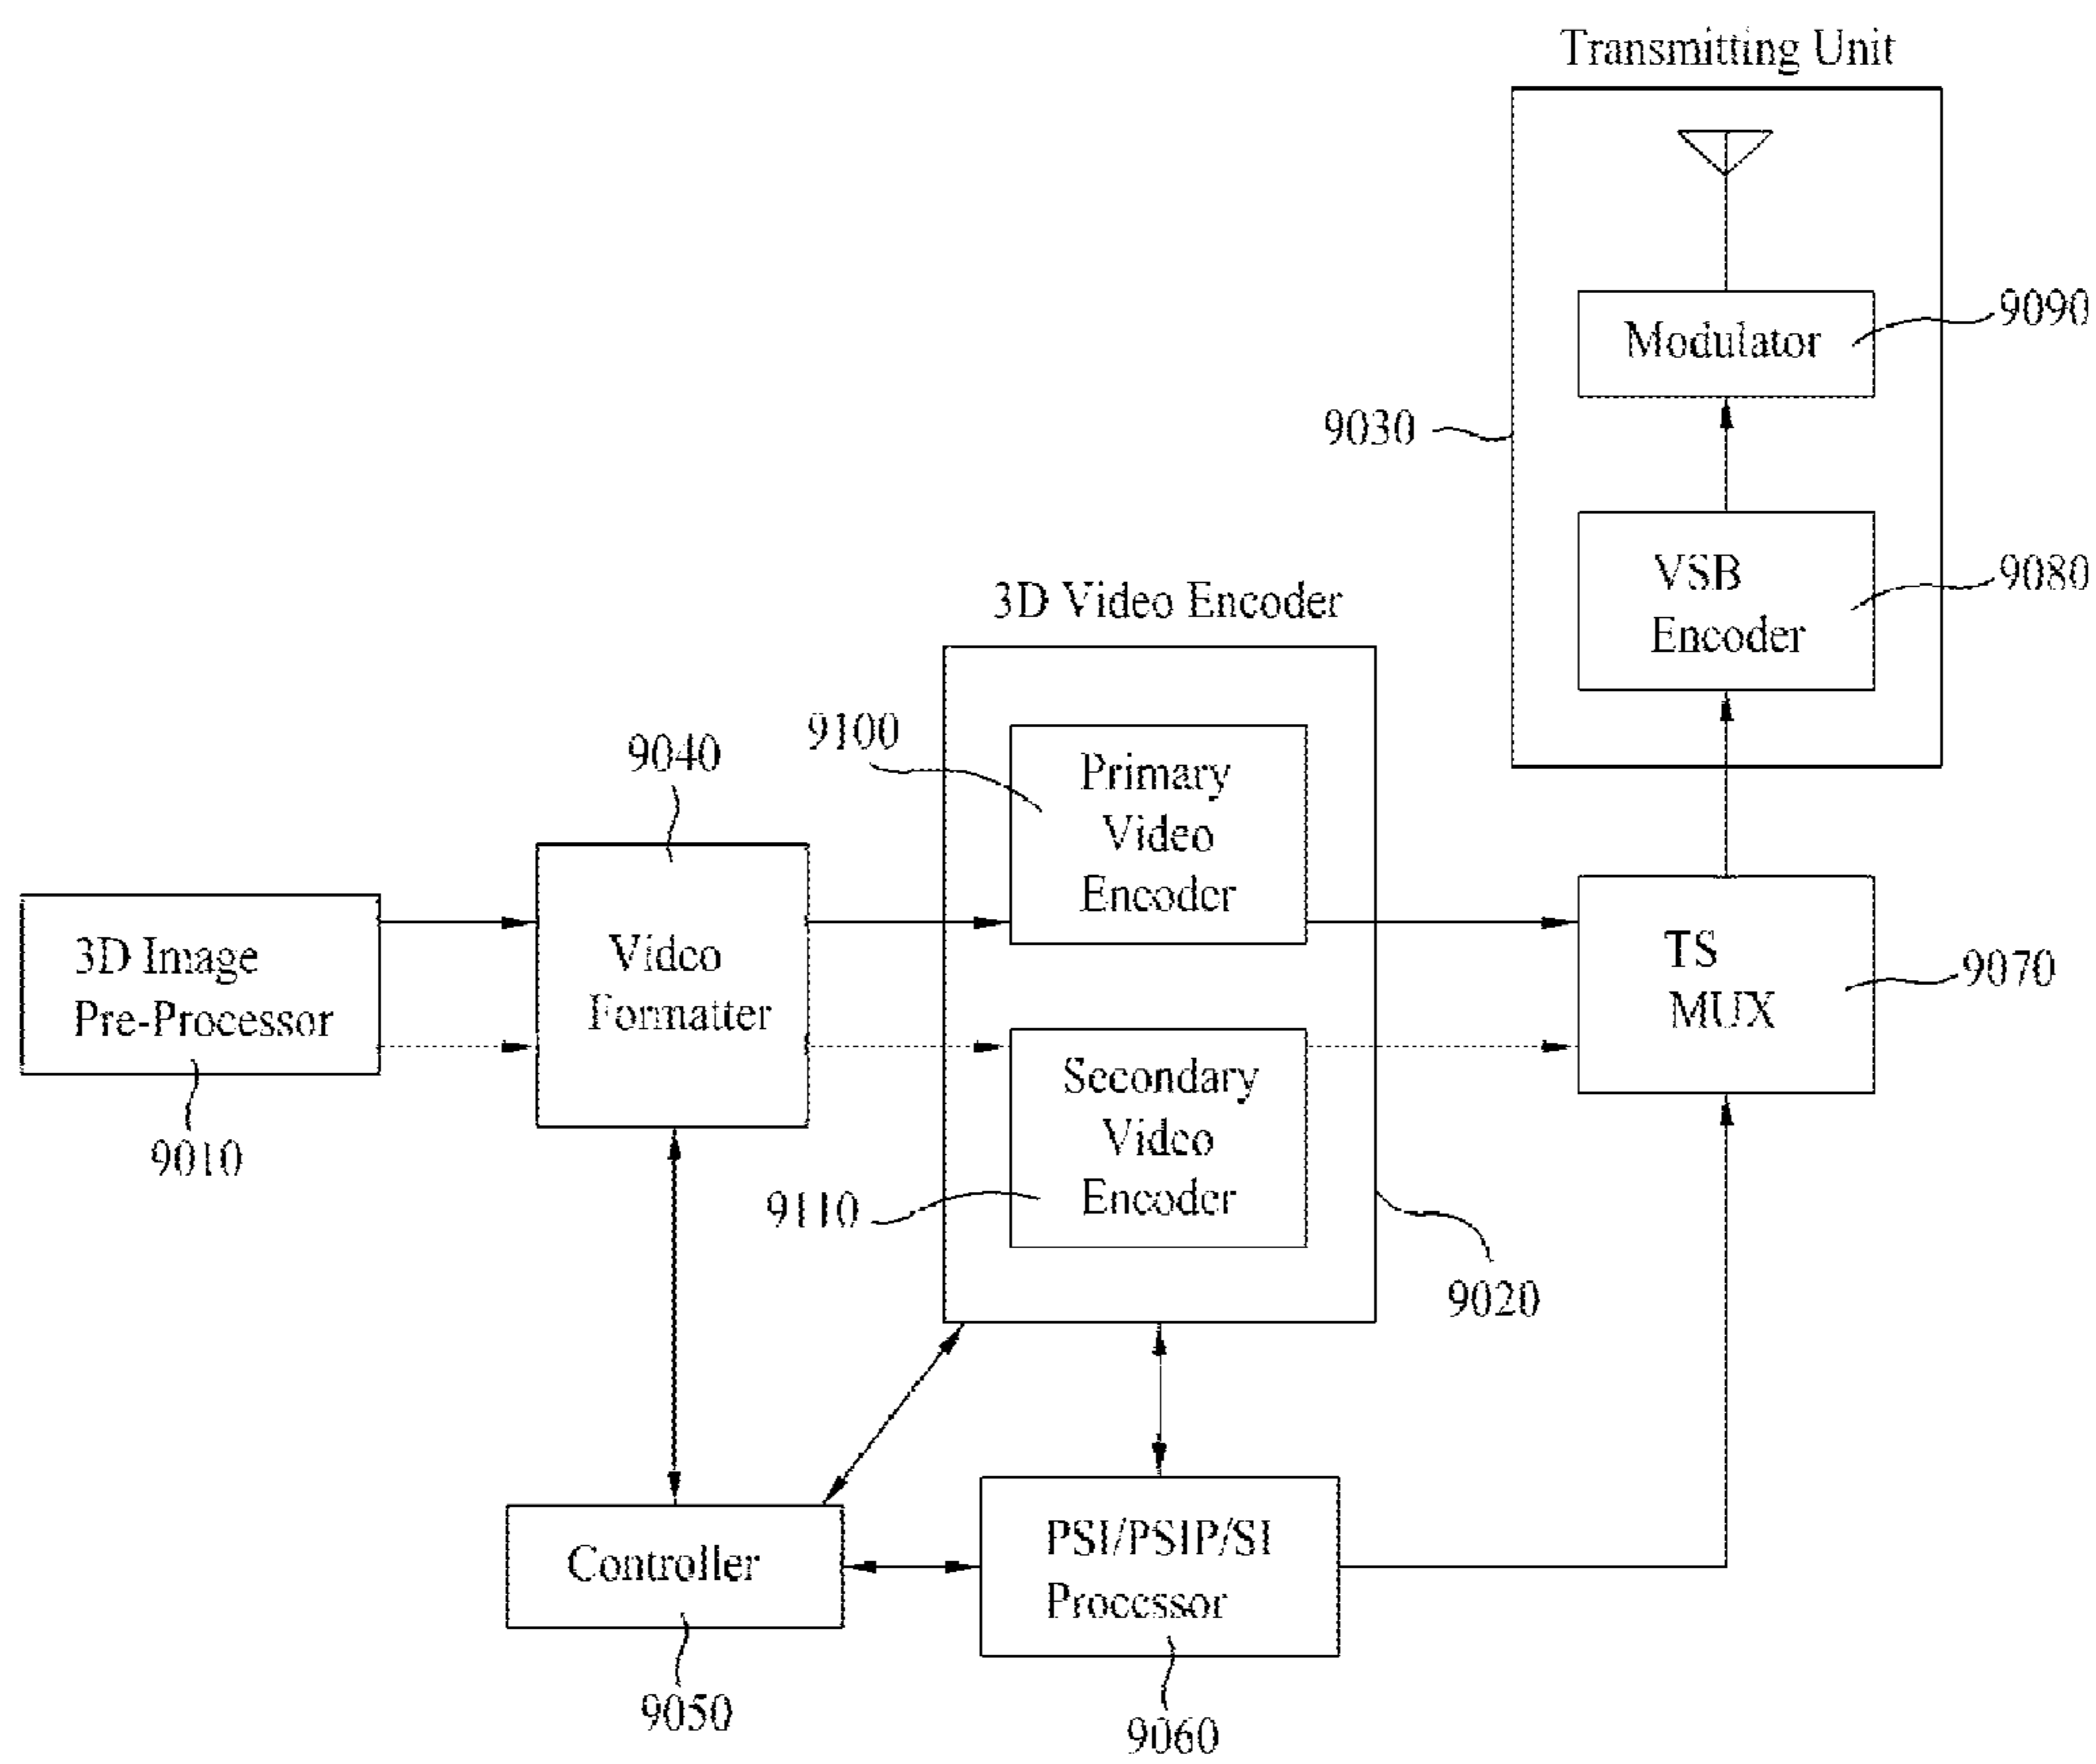 Transmitting Unit
Modulator
9090
9030
VSB
Encoder
9080
3D Video Encoder
9100
Primary
Video
Encoder
9040
3D Image
Pre-Processor
9010
Video
Formatter
TS
MUX
9070
Secondary
Video
Encoder
9110
9020
Controller
9050
PSI/PSIP/SI
Processor
9060